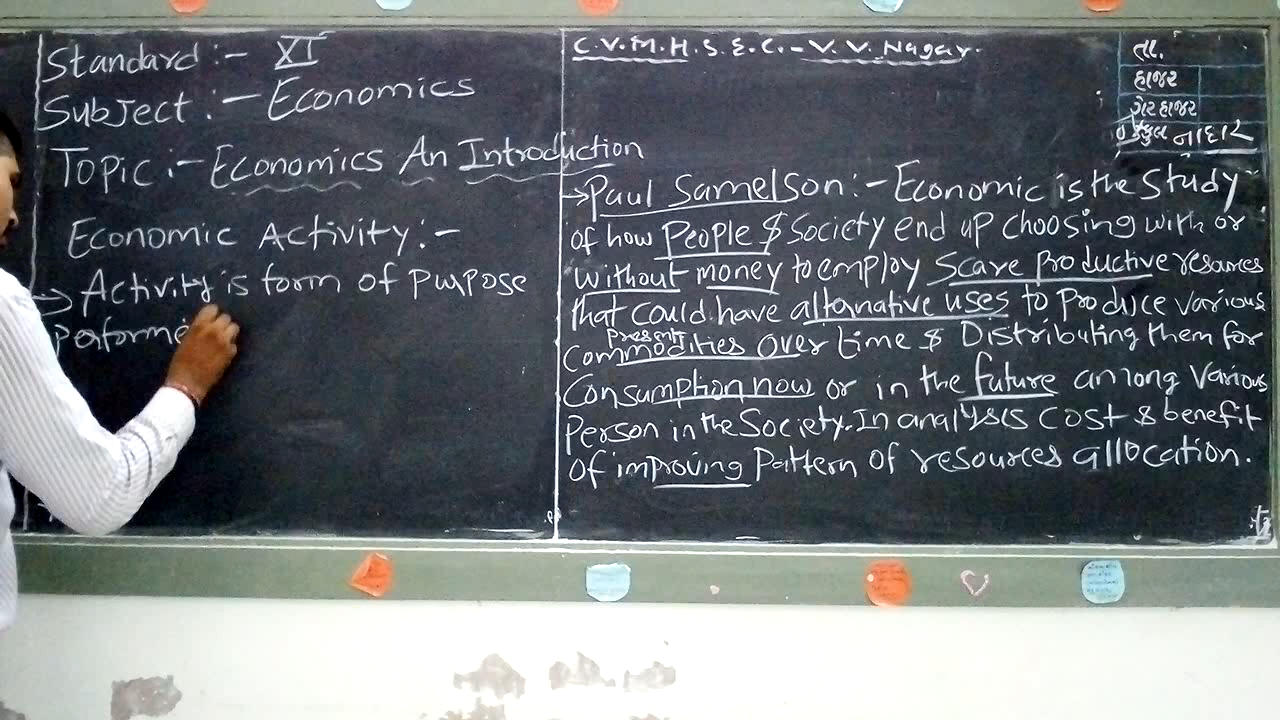 Standard :- XI
Subject :- Economics
Topic :- Economics An Introduction
Economic Activity :-
→ Activity is form of purpose
performe
C.V.M.H.S.E.C. - V.V.Nagar.
તા.
હાજર
ગેરહાજર
કુલ નાદાર
→ Paul Samelson :- Economic is the Study
of how People & Society end up choosing with or
without money to employ Scare Productive resources
that could have alternative uses to produce various
Present
Commodities over time & Distributing them for
Consumption now or in the future among Various
Person in the Society. In analysis cost & benefit
of improving pattern of resources allocation.